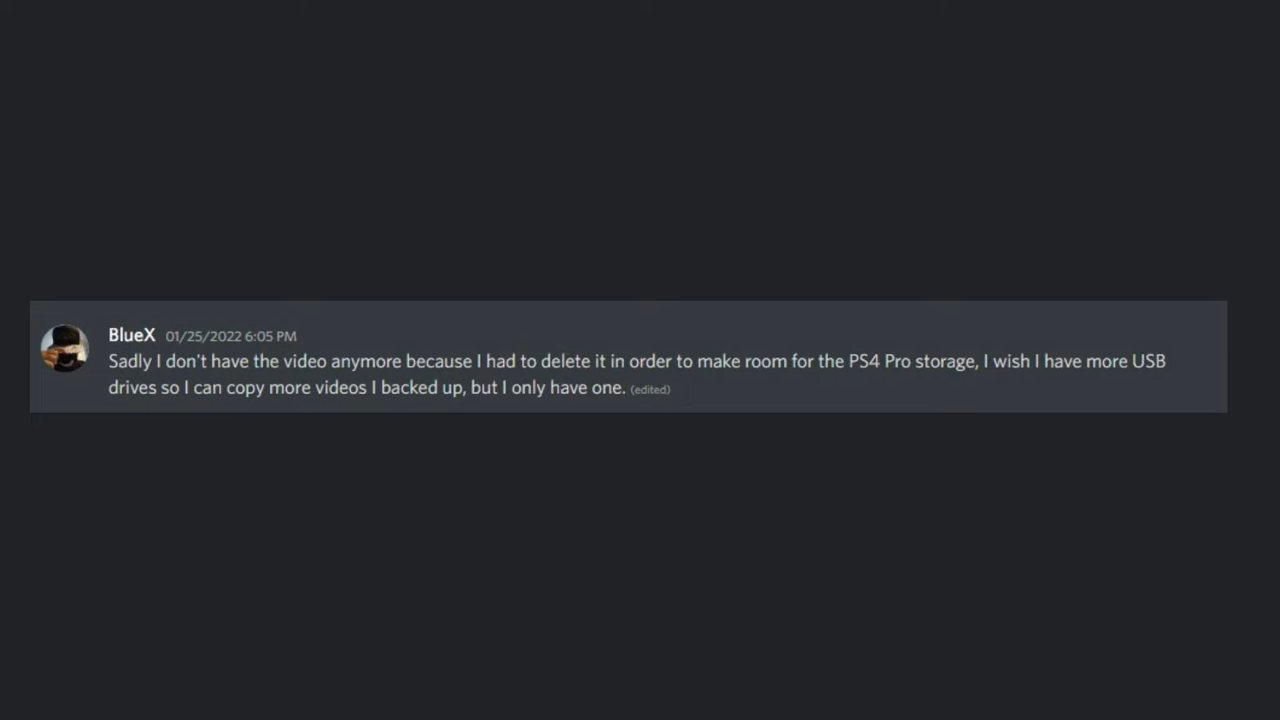 BlueX 01/25/2022 6:05 PM
Sadly I don't have the video anymore because I had to delete it in order to make room for the PS4 Pro storage, I wish I have more USB
drives so I can copy more videos I backed up, but I only have one. (edited)